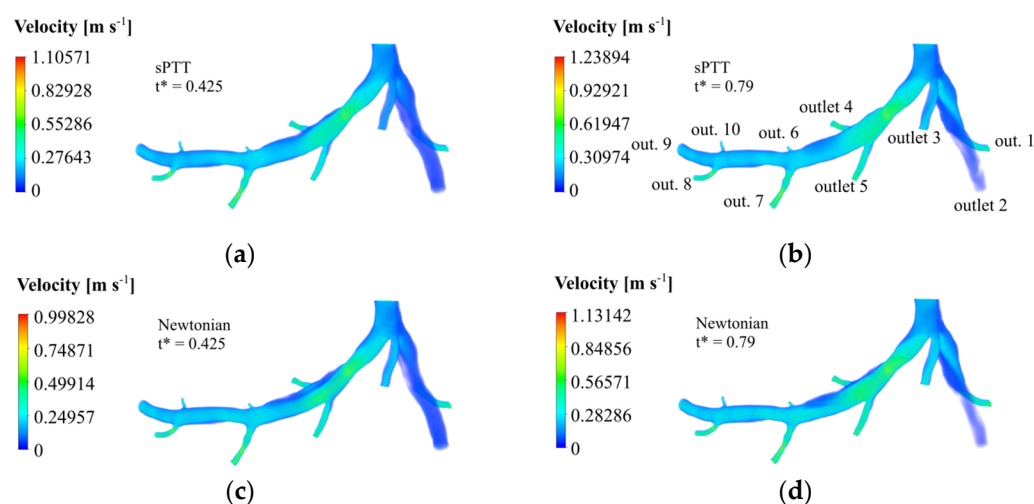 Velocity [m s⁻¹]
1.10571
0.82928
0.55286
0.27643
0
sPTT
t* = 0.425
(a)
Velocity [m s⁻¹]
1.23894
0.92921
0.61947
0.30974
0
sPTT
t* = 0.79
outlet 4
out. 10
out. 6
outlet 3
out. 9
out. 1
out. 8
outlet 5
out. 7
outlet 2
(b)
Velocity [m s⁻¹]
0.99828
0.74871
0.49914
0.24957
0
Newtonian
t* = 0.425
(c)
Velocity [m s⁻¹]
1.13142
0.84856
0.56571
0.28286
0
Newtonian
t* = 0.79
(d)